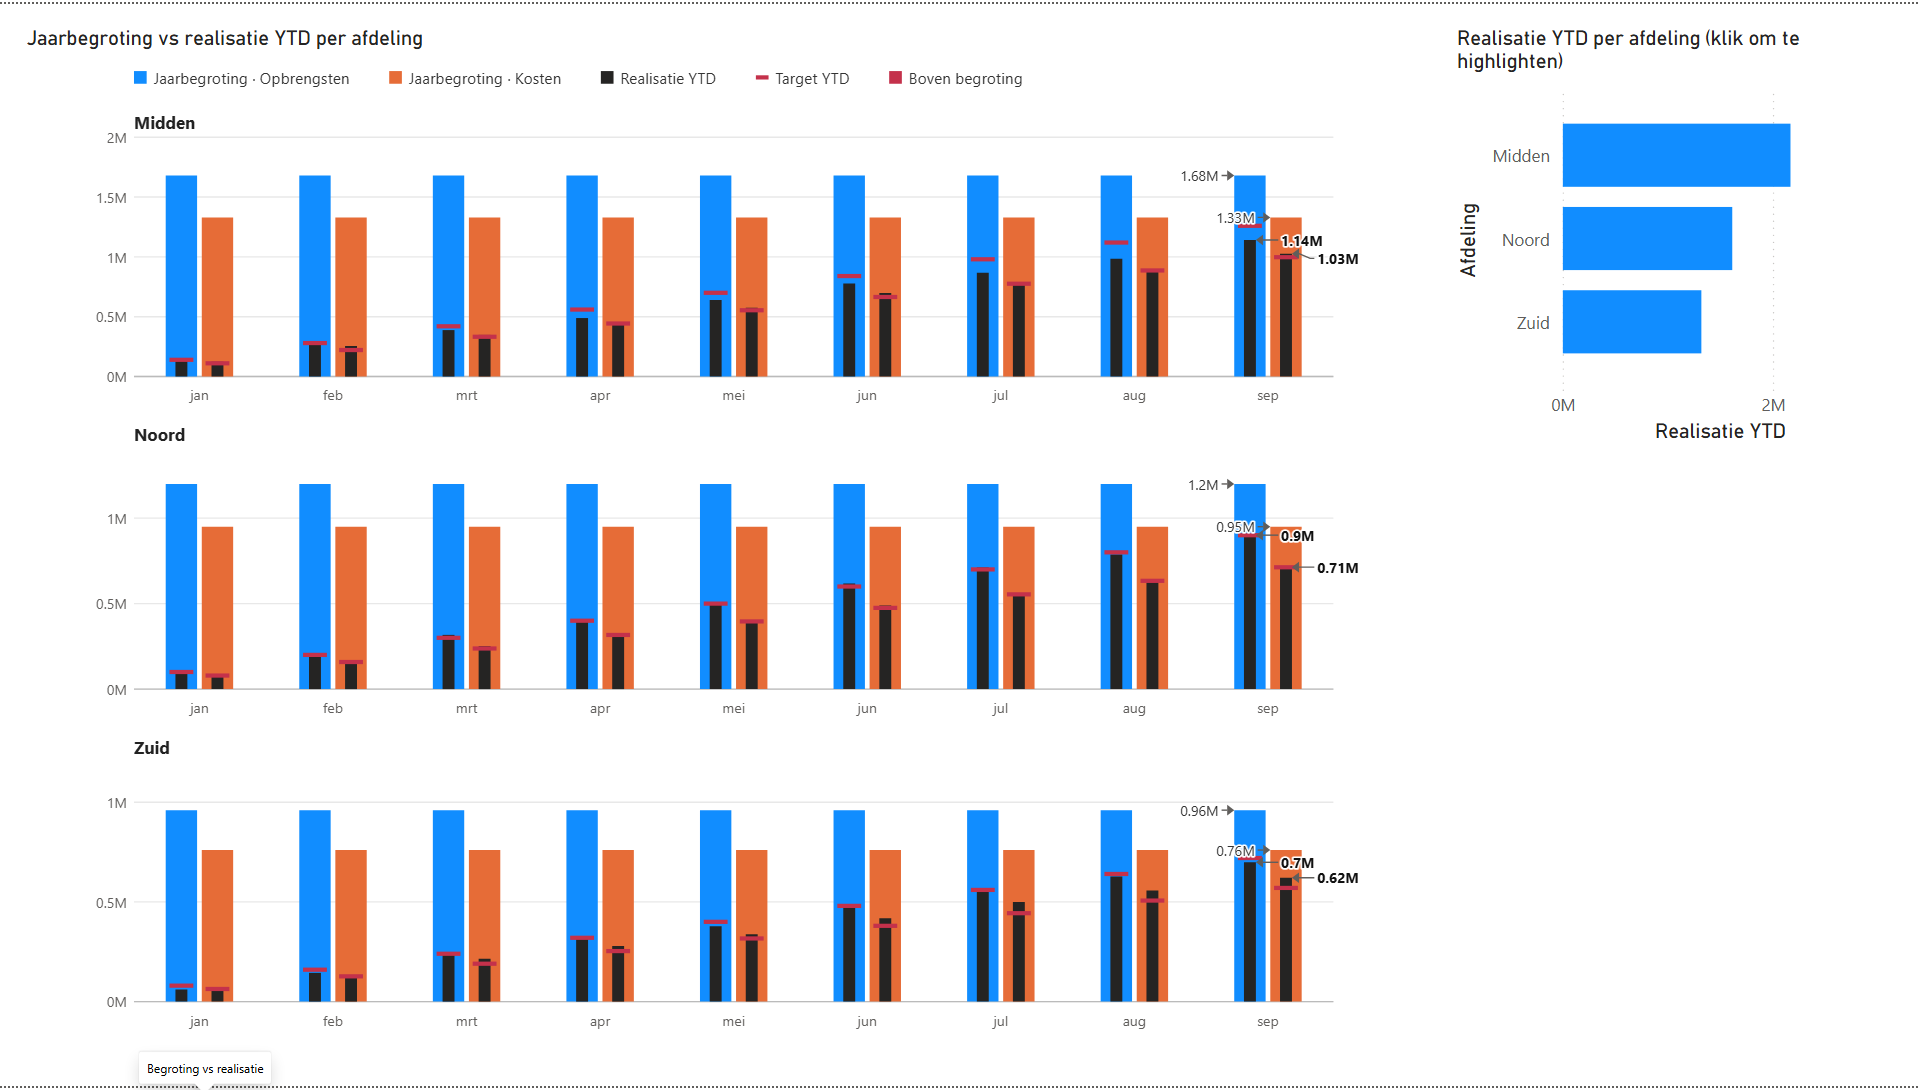 Jaarbegroting vs realisatie YTD per afdeling
Jaarbegroting · Opbrengsten
Jaarbegroting · Kosten
Realisatie YTD
Target YTD
Boven begroting
Midden
2M
1.5M
1M
0.5M
0M
1.68M
1.33M
1.14M
1.03M
jan feb mrt apr mei jun jul aug sep
Noord
1M
0.5M
0M
1.2M
0.95M
0.9M
0.71M
jan feb mrt apr mei jun jul aug sep
Zuid
1M
0.5M
0M
0.96M
0.76M
0.7M
0.62M
jan feb mrt apr mei jun jul aug sep
Begroting vs realisatie
Realisatie YTD per afdeling (klik om te
highlighten)
Afdeling
Midden
Noord
Zuid
0M 2M
Realisatie YTD